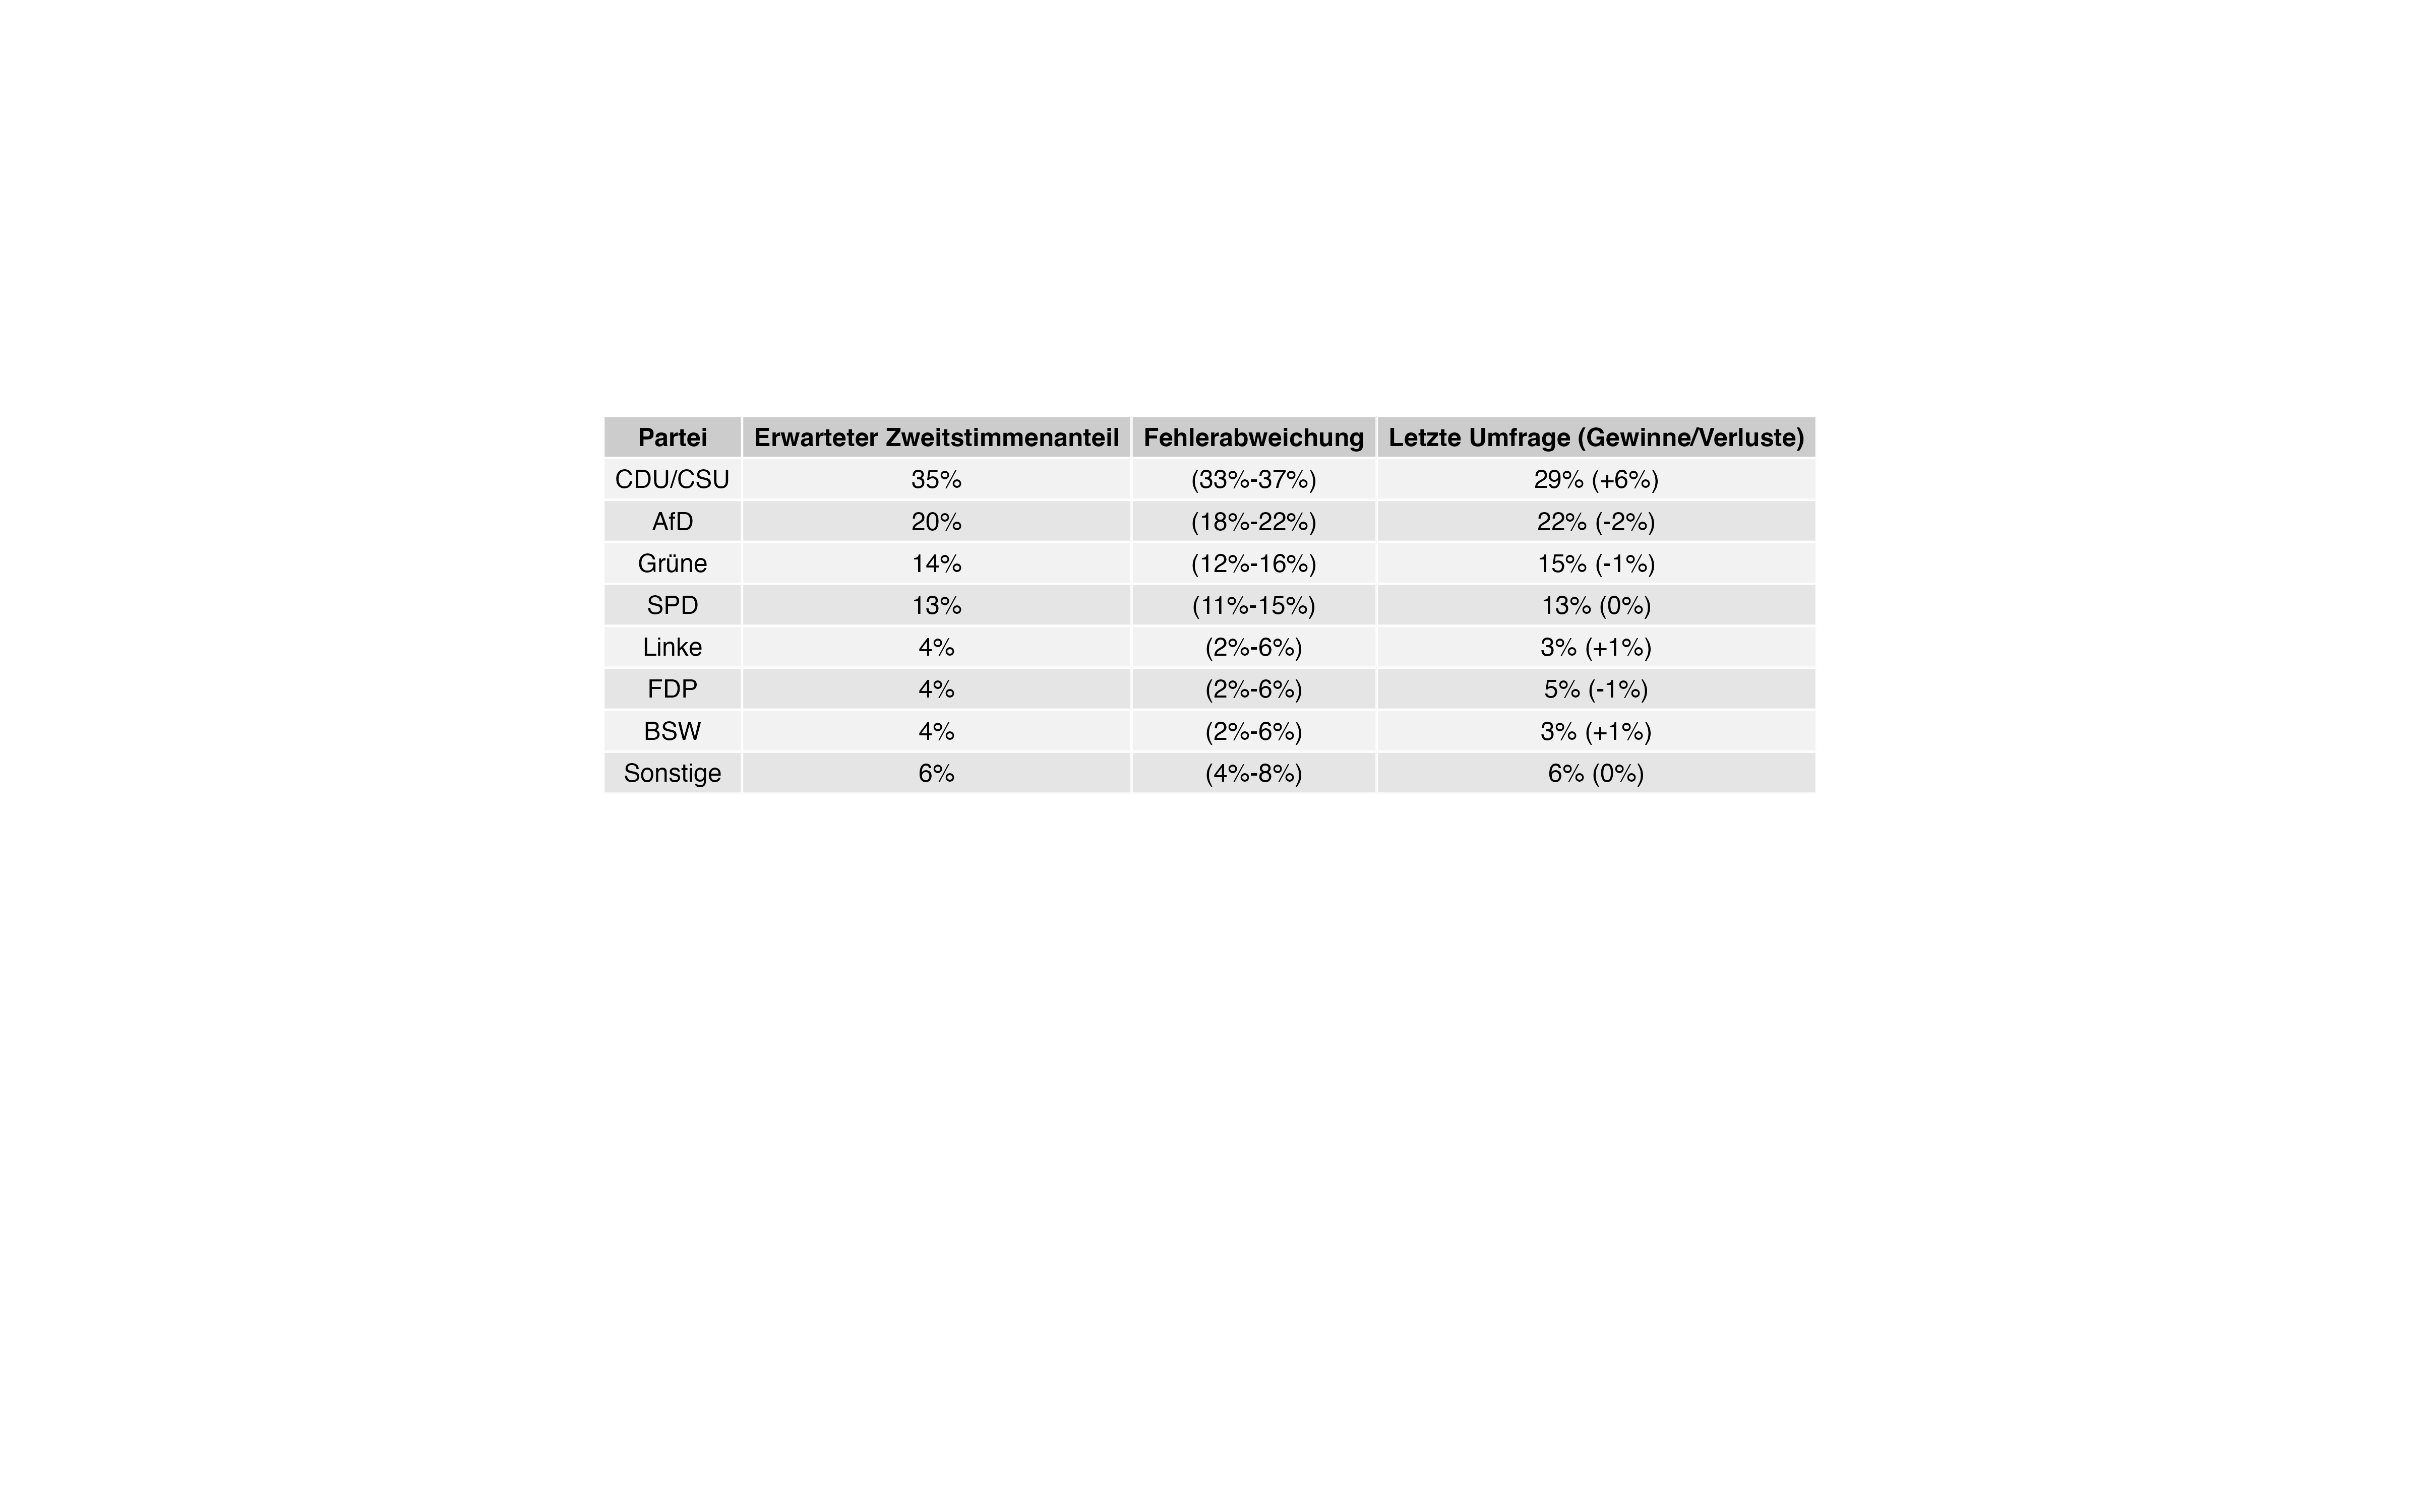 Partei Erwarteter Zweitstimmenanteil Fehlerabweichung Letzte Umfrage (Gewinne/Verluste)
CDU/CSU 35% (33%-37%) 29% (+6%)
AfD 20% (18%-22%) 22% (-2%)
Grüne 14% (12%-16%) 15% (-1%)
SPD 13% (11%-15%) 13% (0%)
Linke 4% (2%-6%) 3% (+1%)
FDP 4% (2%-6%) 5% (-1%)
BSW 4% (2%-6%) 3% (+1%)
Sonstige 6% (4%-8%) 6% (0%)